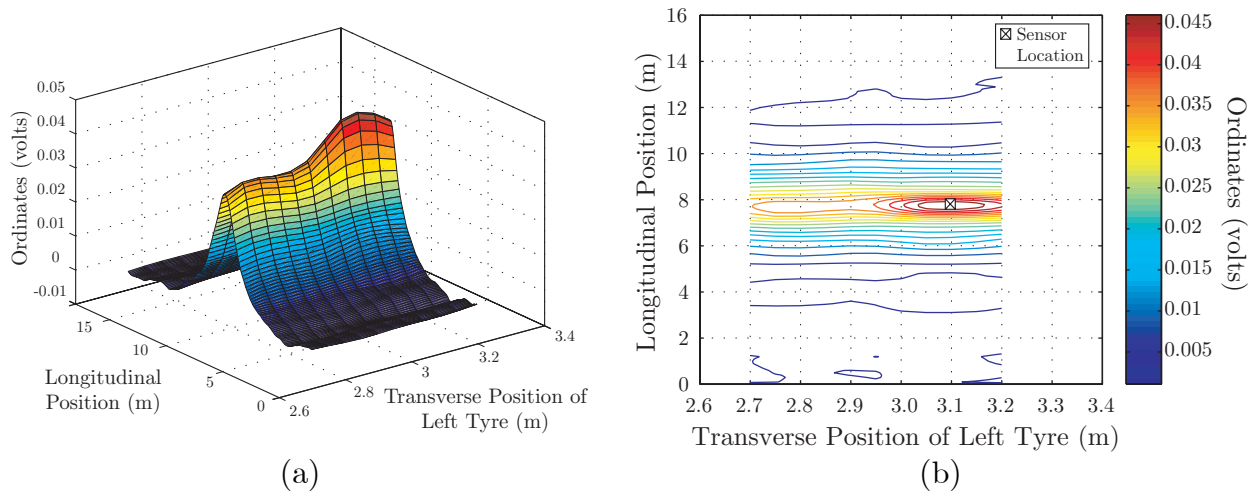 0.05
0.04
0.03
0.02
0.01
0
-0.01
Ordinates (volts)
15
10
5
0
Longitudinal
Position (m)
2.6
2.8
3
3.2
3.4
Transverse Position of
Left Tyre (m)
(a)
16
14
12
10
8
6
4
2
0
Longitudinal Position (m)
2.6 2.7 2.8 2.9 3.0 3.1 3.2 3.3 3.4
Transverse Position of Left Tyre (m)
Sensor
Location
0.045
0.04
0.035
0.03
0.025
0.02
0.015
0.01
0.005
Ordinates (volts)
(b)